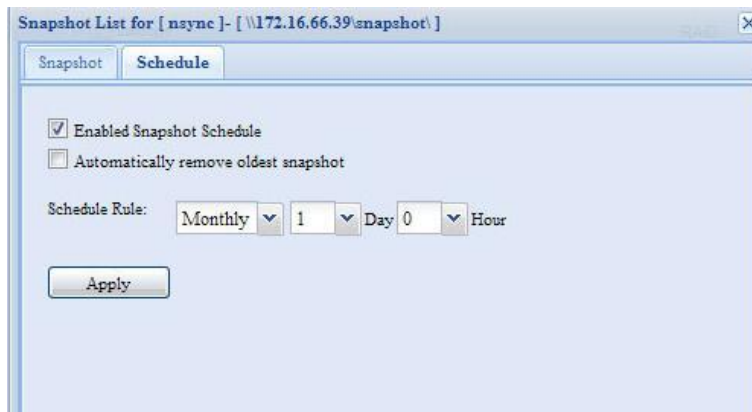 Snapshot List for [ nsync ]- [ \\172.16.66.39\snapshot\ ]
Snapshot Schedule
Enabled Snapshot Schedule
Automatically remove oldest snapshot
Schedule Rule: Monthly 1 Day 0 Hour
Apply